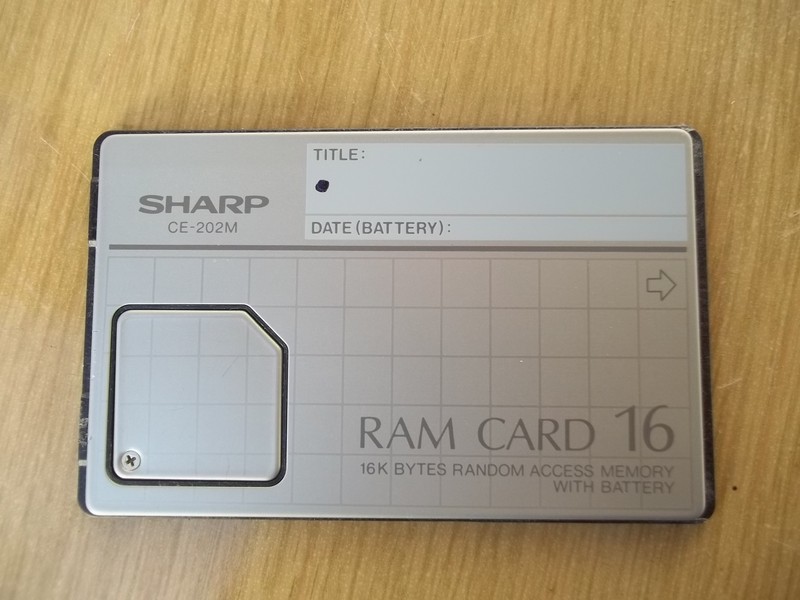 TITLE:
SHARP
CE-202M
DATE (BATTERY):
RAM CARD 16
16K BYTES RANDOM ACCESS MEMORY
WITH BATTERY